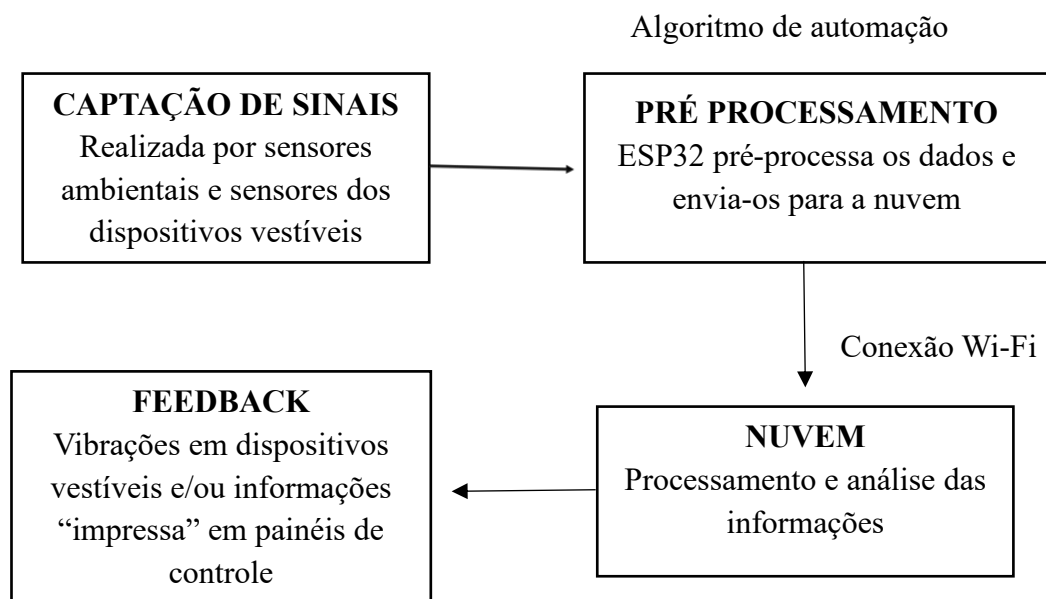 Algoritmo de automação
CAPTAÇÃO DE SINAIS
Realizada por sensores
ambientais e sensores dos
dispositivos vestíveis
PRÉ PROCESSAMENTO
ESP32 pré-processa os dados e
envia-os para a nuvem
Conexão Wi-Fi
NUVEM
Processamento e análise das
informações
FEEDBACK
Vibrações em dispositivos
vestíveis e/ou informações
“impressa” em painéis de
controle